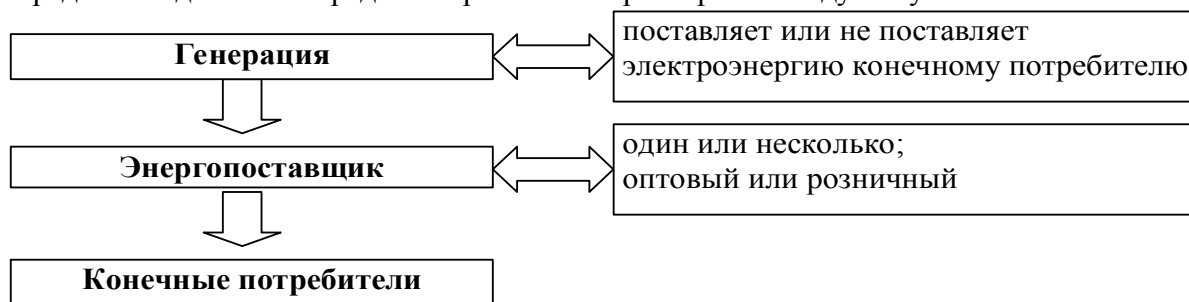 Генерация
поставляет или не поставляет
электроэнергию конечному потребителю
Энергопоставщик
один или несколько;
оптовый или розничный
Конечные потребители